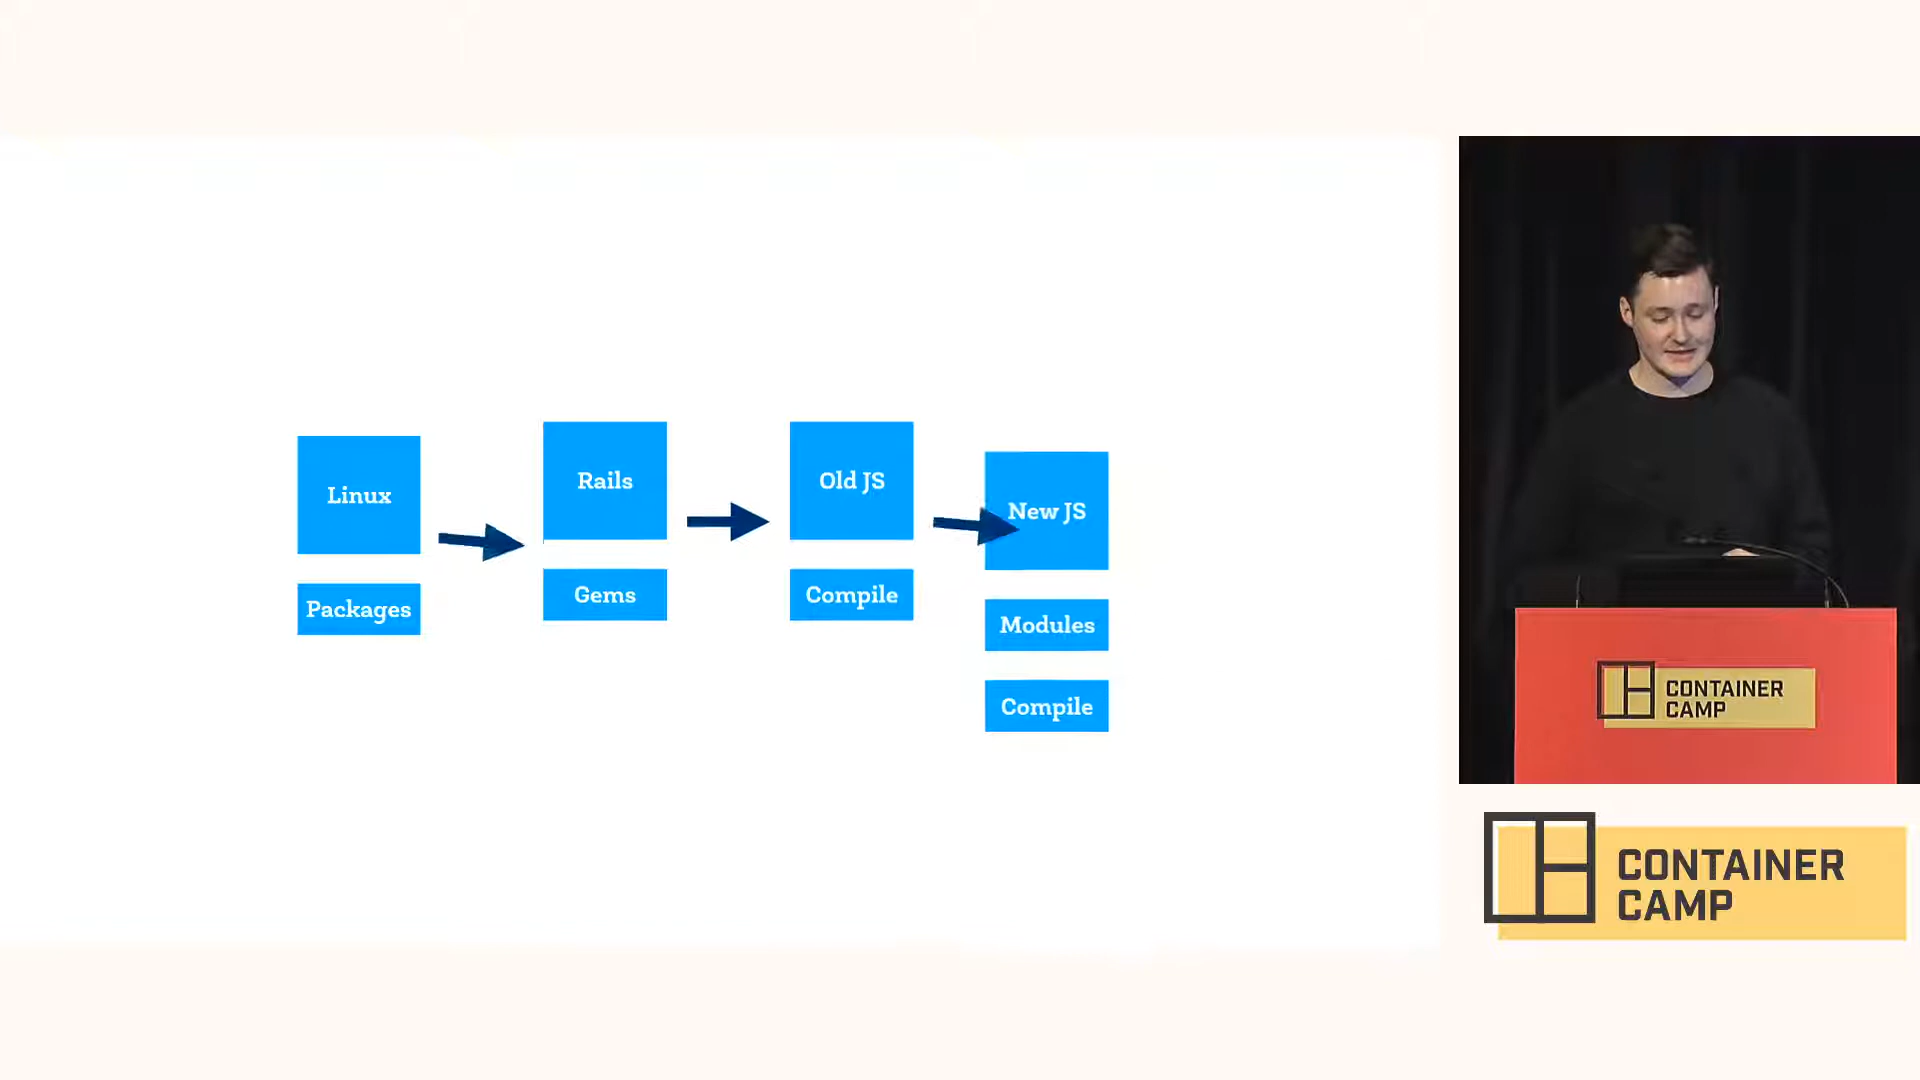 Linux
Packages
Rails
Gems
Old JS
Compile
New JS
Modules
Compile
CONTAINER
CAMP
CONTAINER
CAMP